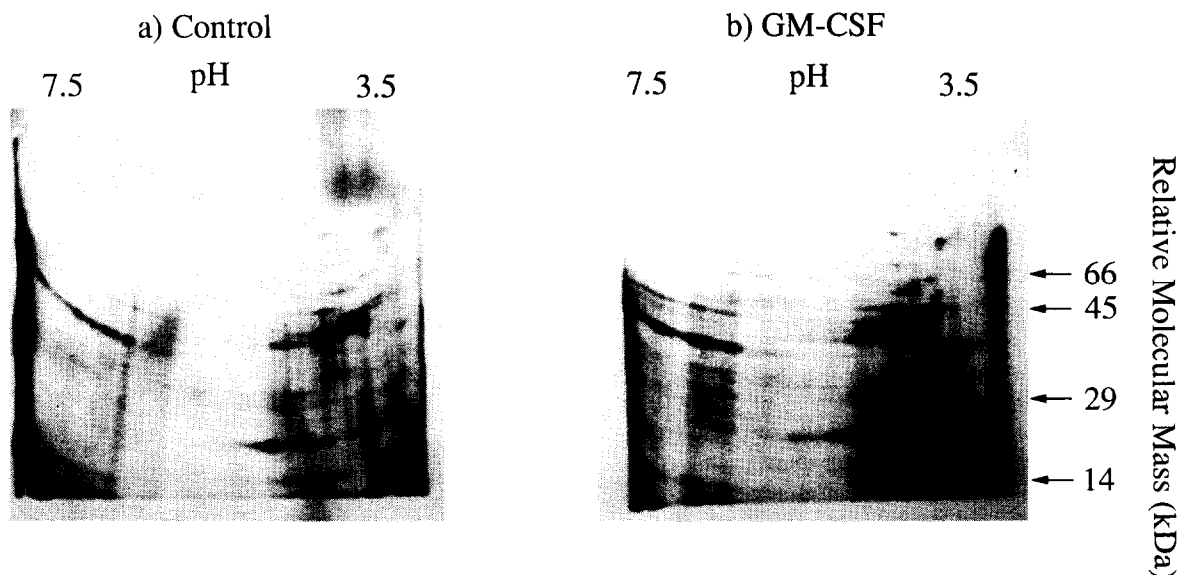 a) Control
7.5 pH 3.5
b) GM-CSF
7.5 pH 3.5
66
45
29
14
Relative Molecular Mass (kDa)